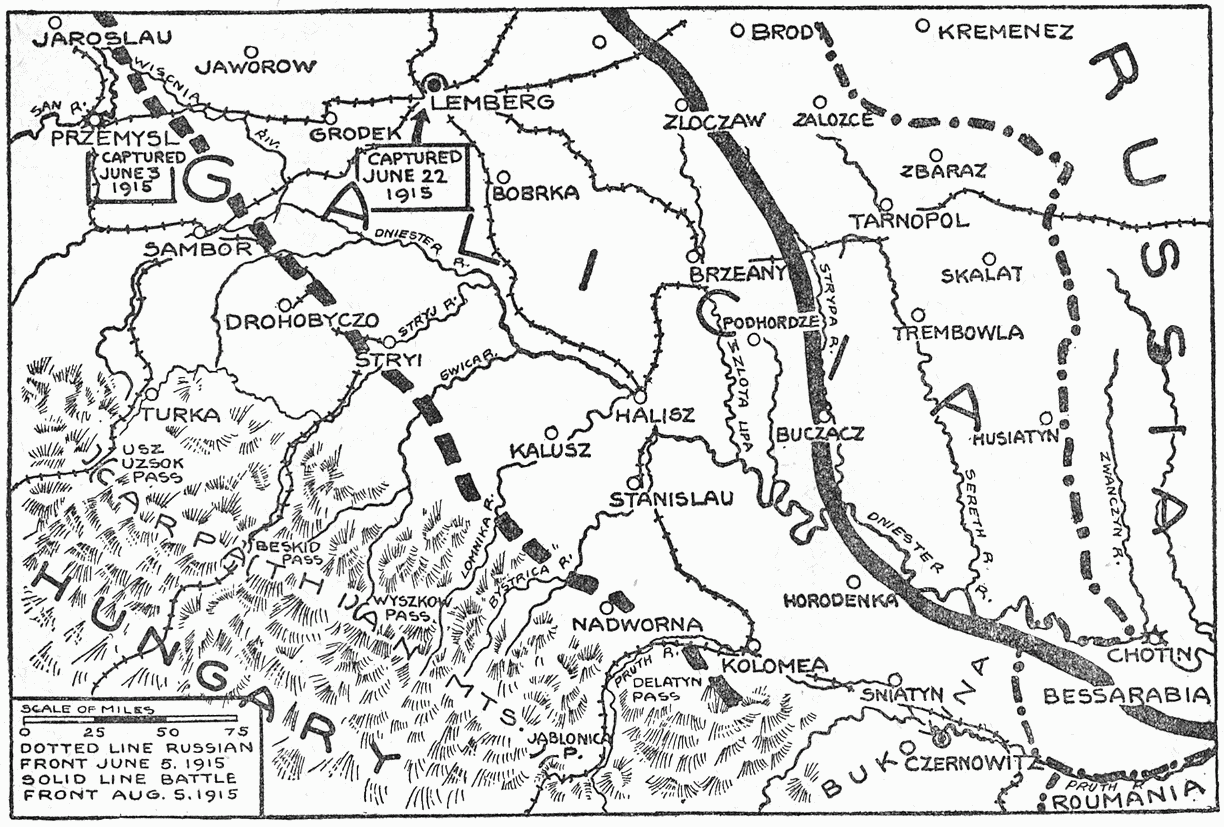 JAROSLAU
JAWOROW
WISCNIA
RIV.
SAN R.
PRZEMYSL
CAPTURED
JUNE 3
1915
GRODEK
LEMBERG
CAPTURED
JUNE 22
1915
BOBRKA
BROD
KREMENEZ
ZLOCZAW
ZALOZCE
ZBARAZ
TARNOPOL
SKALAT
TREMBOWLA
HUSIATYN
SAMBOR
DNIESTER R.
DROHOBYCZO
STRYJ R.
STRYI
SWICA R.
BRZEANY
PODHORDZE
STRYPA R.
SZLOTA LIPA
HALISZ
BUCZACZ
KALUSZ
STANISLAU
TURKA
USZ
UZSOK
PASS
BESKID
PASS
WYSZKOW
PASS.
LOMNIKA R.
BYSTRICA R.
NADWORNA
DNIESTER R.
SERETH R.
ZWANCZYN R.
HORODENKA
PRUTH R.
KOLOMEA
DELATYN
PASS
JABLONICA
P.
SNIATYN
CZERNOWITZ
CHOTIN
BESSARABIA
PRUTH R.
ROUMANIA
GALICIA
RUSSIA
CARPATHIAN MTS.
HUNGARY
BUKOWINA
SCALE OF MILES
0 25 50 75
DOTTED LINE RUSSIAN
FRONT JUNE 5. 1915
SOLID LINE BATTLE
FRONT AUG. 5. 1915